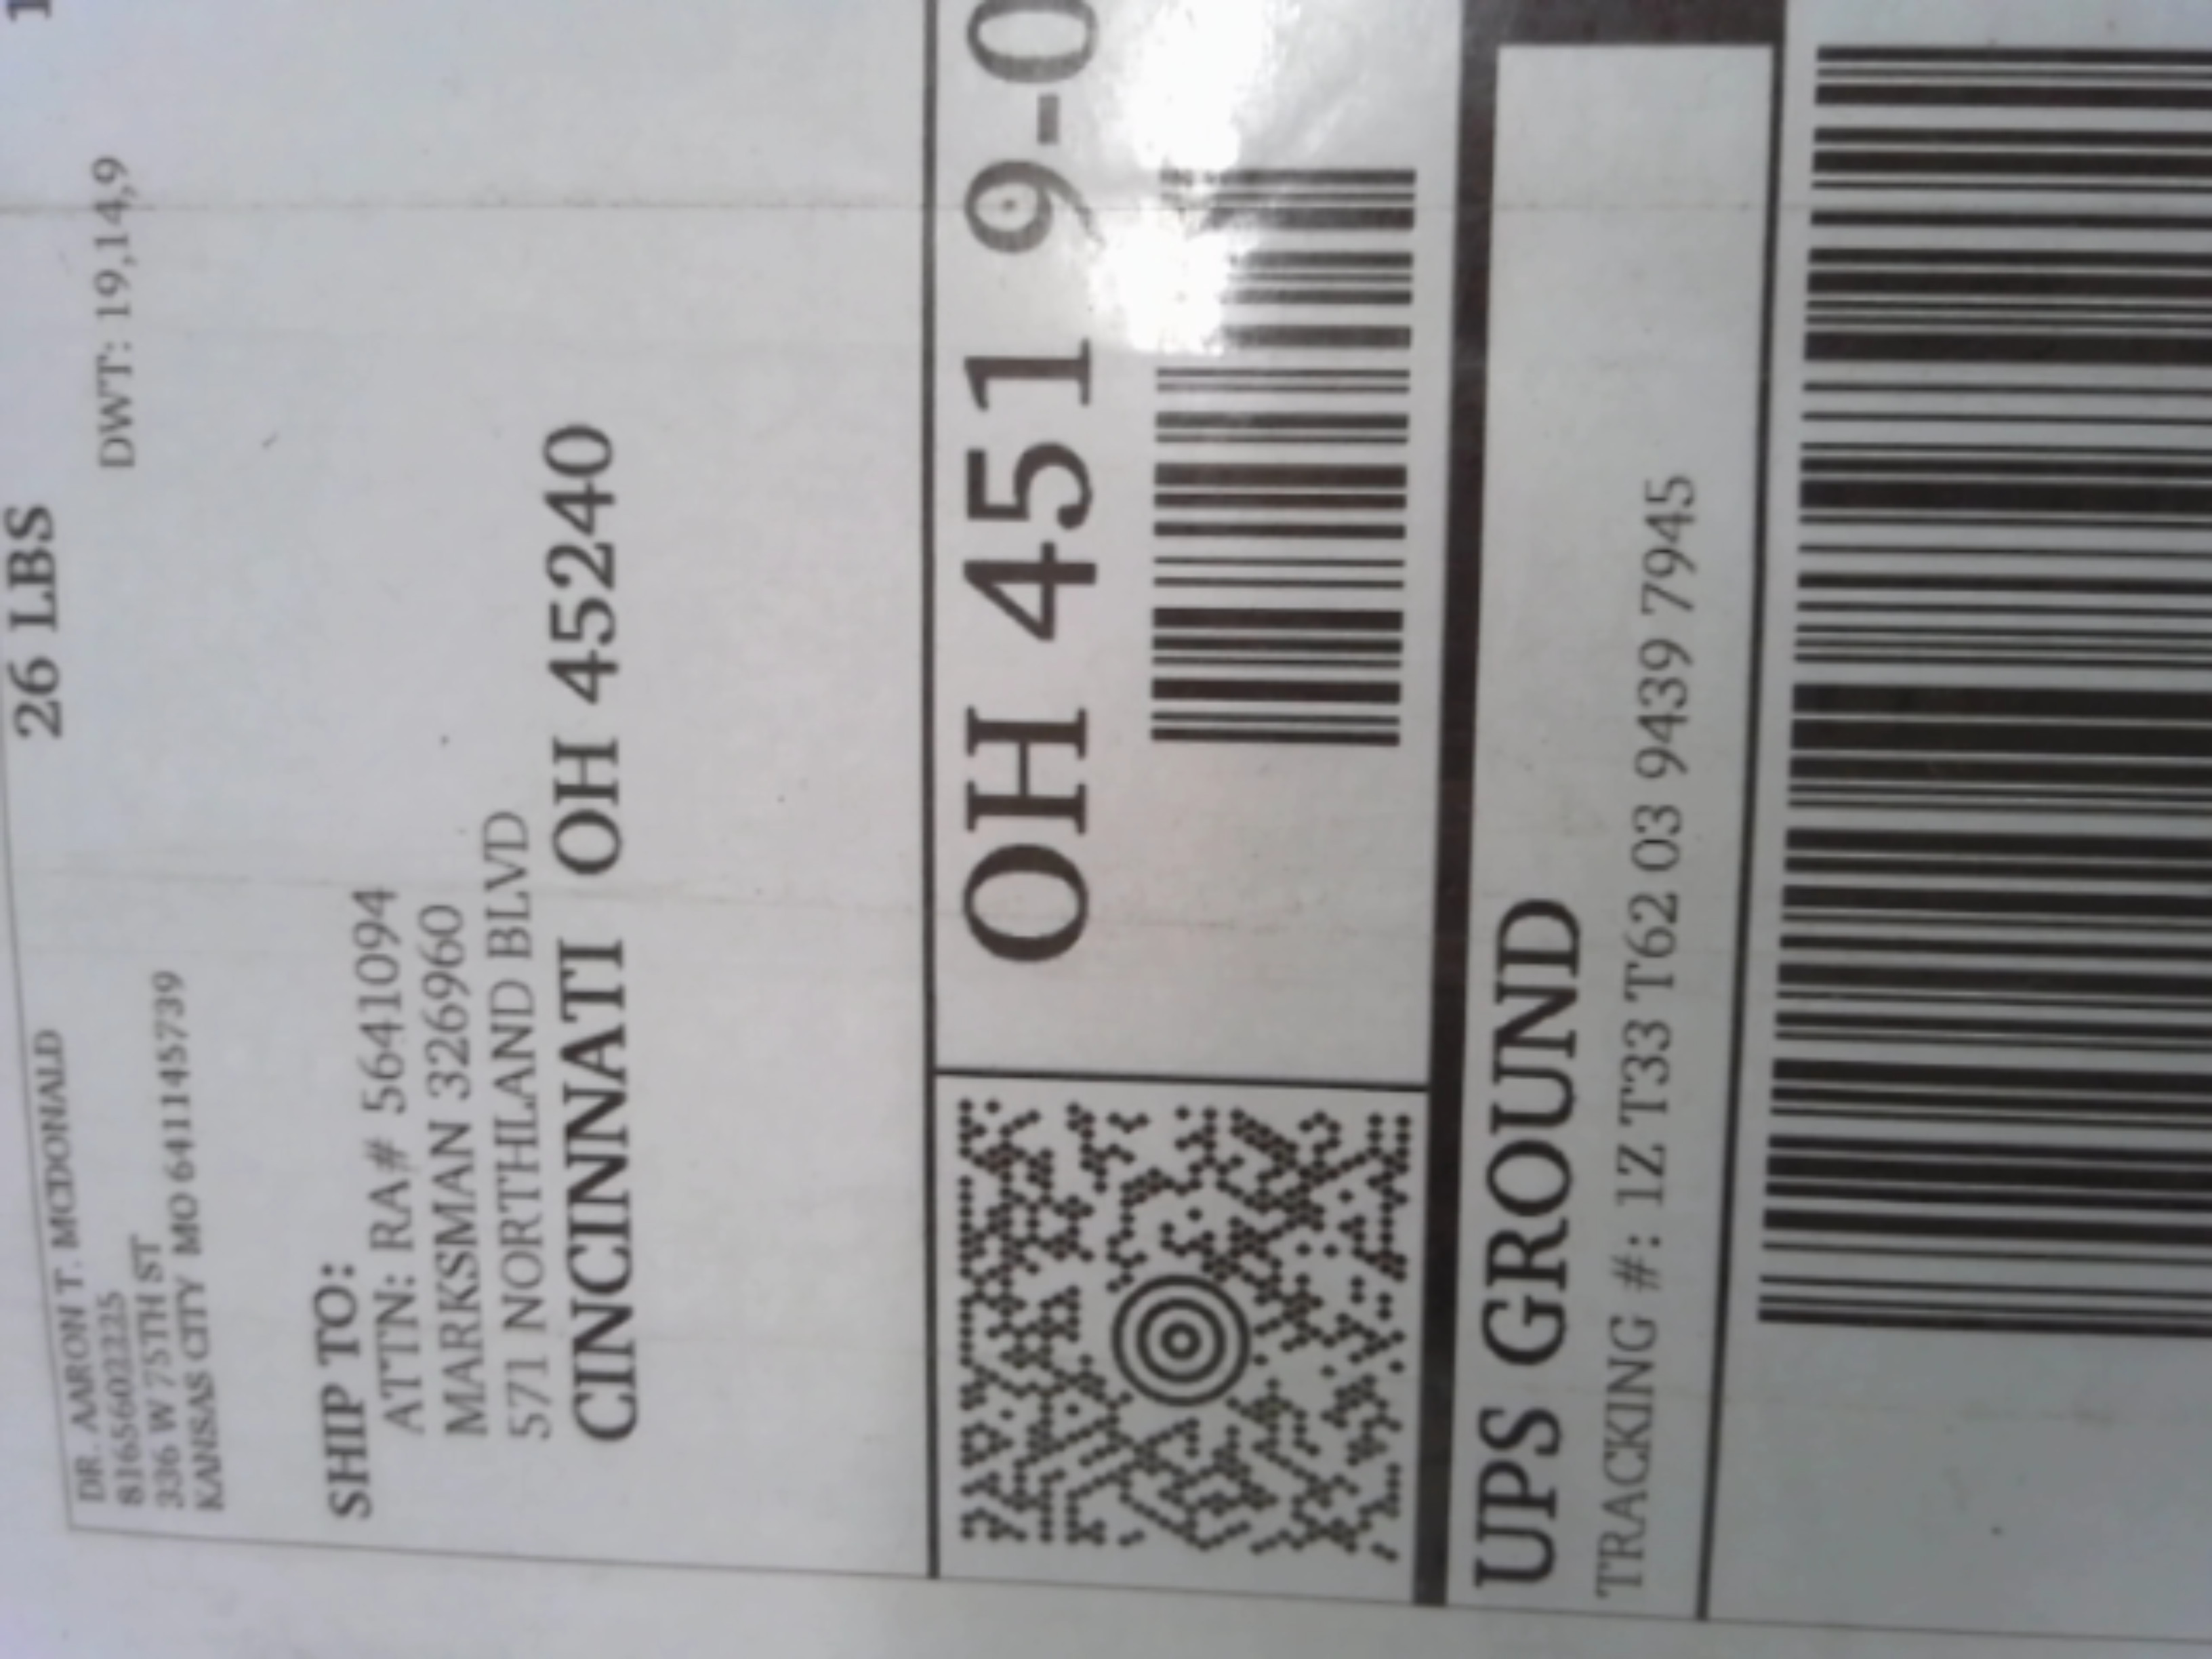 DR. AARON T. MCDONALD
8165602225
336 W 75TH ST
KANSAS CITY MO 641145739
26 LBS
DWT: 19,14,9
SHIP TO:
ATTN: RA# 5641094
MARKSMAN 326960
571 NORTHLAND BLVD
CINCINNATI OH 45240
OH 451 9-0
UPS GROUND
TRACKING #: 1Z T33 T62 03 9439 7945